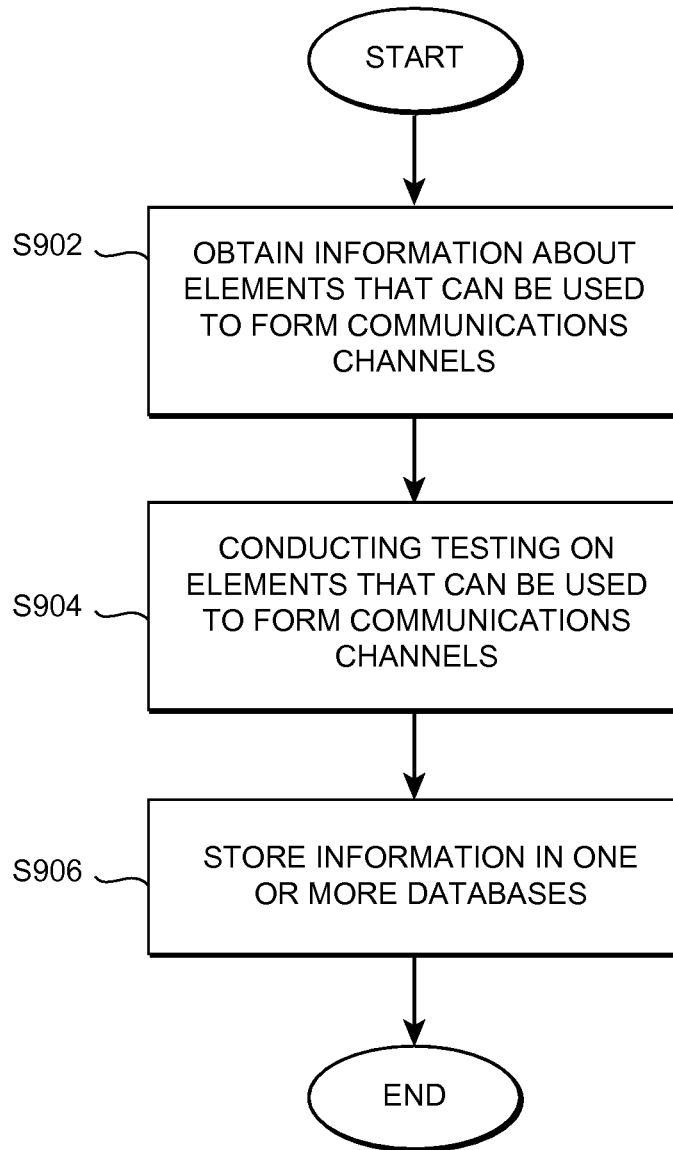 START
S902
OBTAIN INFORMATION ABOUT
ELEMENTS THAT CAN BE USED
TO FORM COMMUNICATIONS
CHANNELS
S904
CONDUCTING TESTING ON
ELEMENTS THAT CAN BE USED
TO FORM COMMUNICATIONS
CHANNELS
S906
STORE INFORMATION IN ONE
OR MORE DATABASES
END